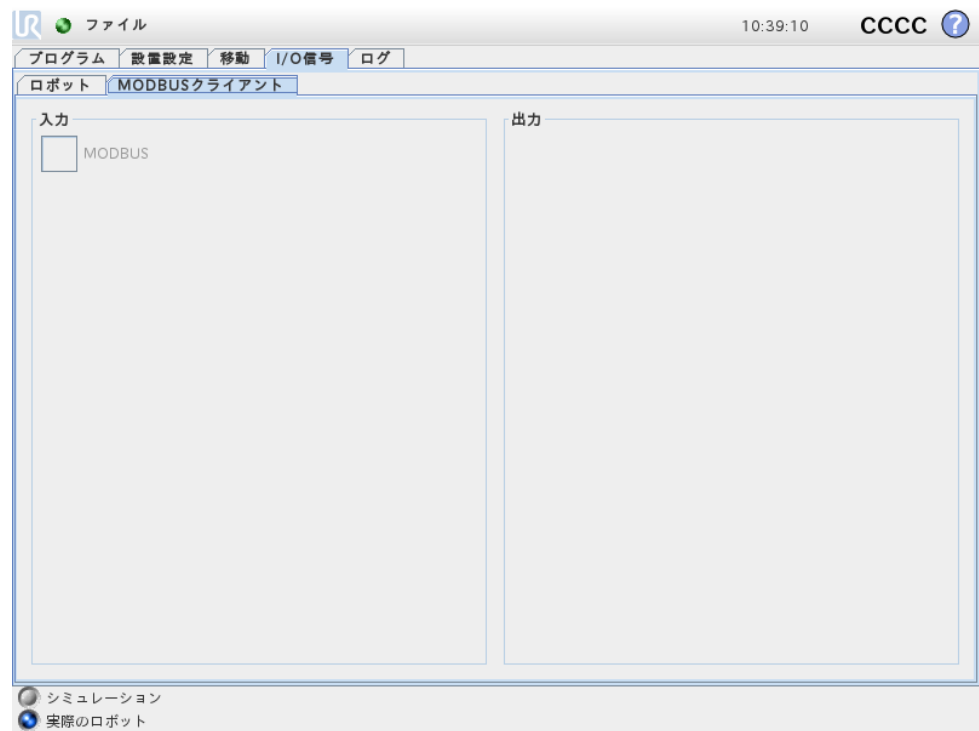 UR ファイル 10:39:10 CCCC ?
プログラム 設置設定 移動 I/O信号 ログ
ロボット MODBUSクライアント
入力 出力
MODBUS
シミュレーション
実際のロボット